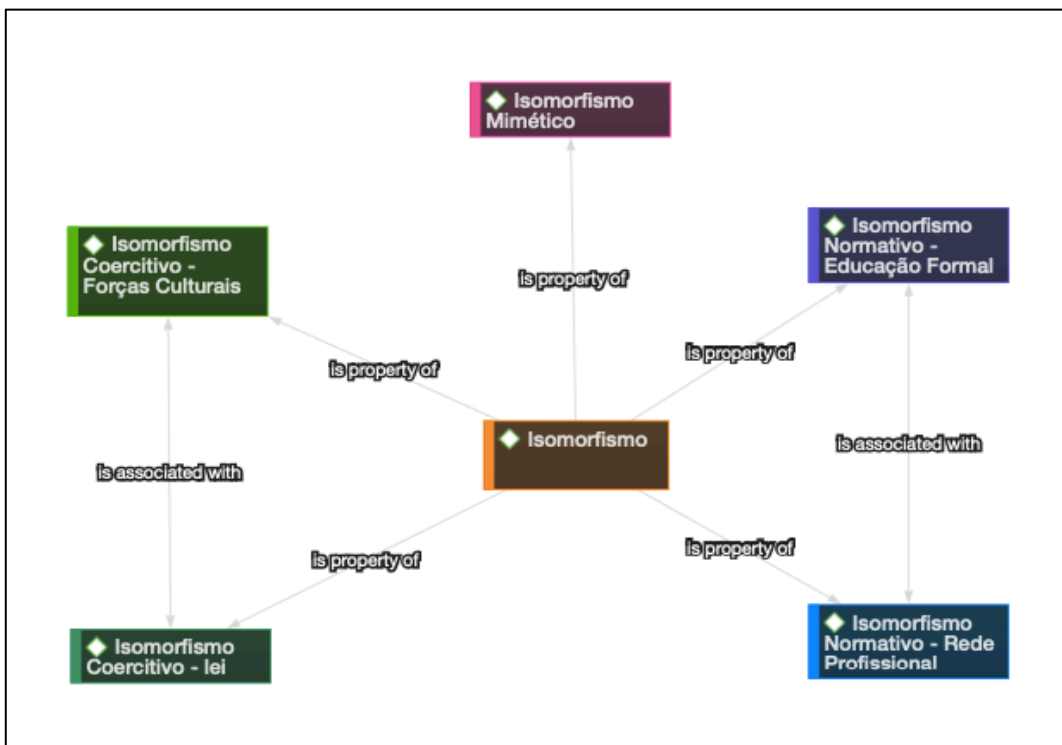 Isomorfismo
Mimético
Isomorfismo
Normativo -
Educação Formal
Isomorfismo
Coercitivo -
Forças Culturais
is property of
is property of
is property of
Isomorfismo
is associated with
is associated with
is property of
is property of
Isomorfismo
Normativo - Rede
Profissional
Isomorfismo
Coercitivo - lei